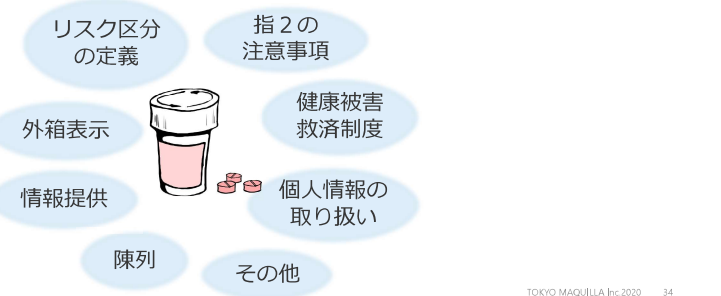 リスク区分
の定義
指２の
注意事項
外箱表示
健康被害
救済制度
情報提供
個人情報の
取り扱い
陳列
その他
TOKYO MAQUILLA Inc.2020
34